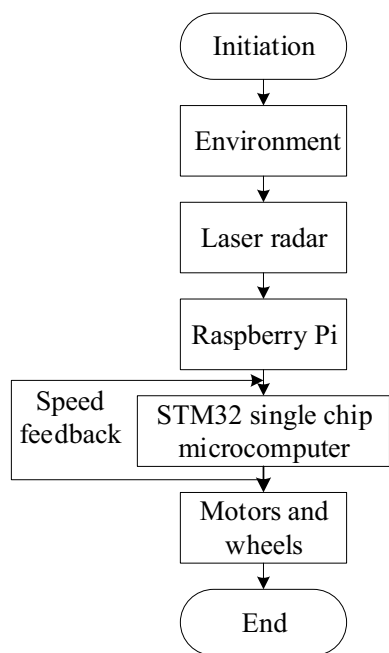 Initiation
Environment
Laser radar
Raspberry Pi
Speed
feedback
STM32 single chip
microcomputer
Motors and
wheels
End